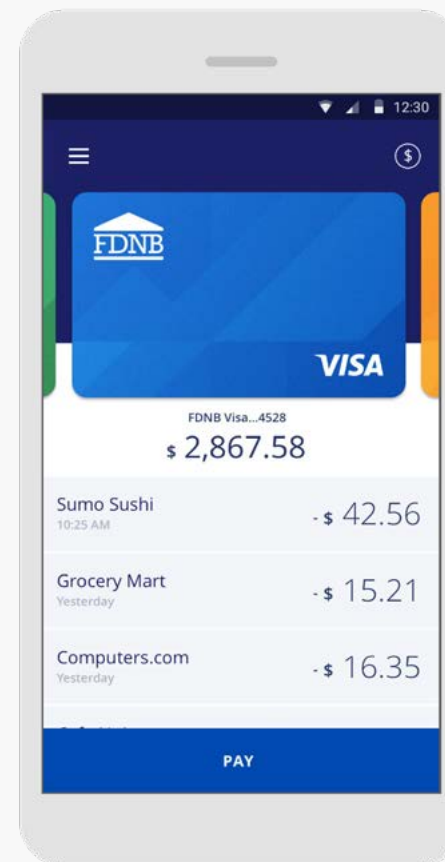 12:30
$
FDNB
VISA
FDNB Visa...4528
$ 2,867.58
Sumo Sushi
- $ 42.56
10:25 AM
Grocery Mart
- $ 15.21
Yesterday
Computers.com
- $ 16.35
Yesterday
PAY